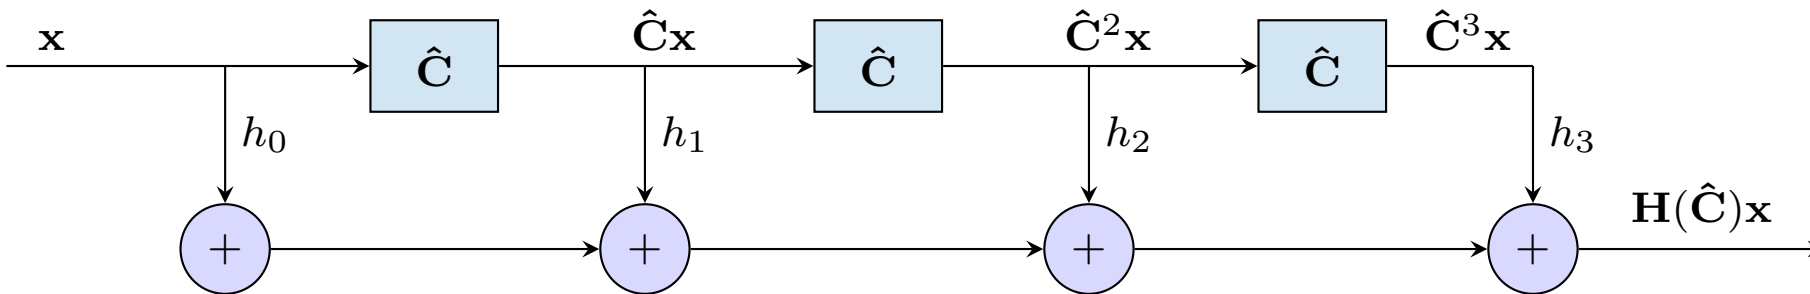 𝐱 𝐂̂𝐱 𝐂̂²𝐱 𝐂̂³𝐱
𝐂̂ 𝐂̂ 𝐂̂
h₀ h₁ h₂ h₃
𝐇(𝐂̂)𝐱
+ + + +